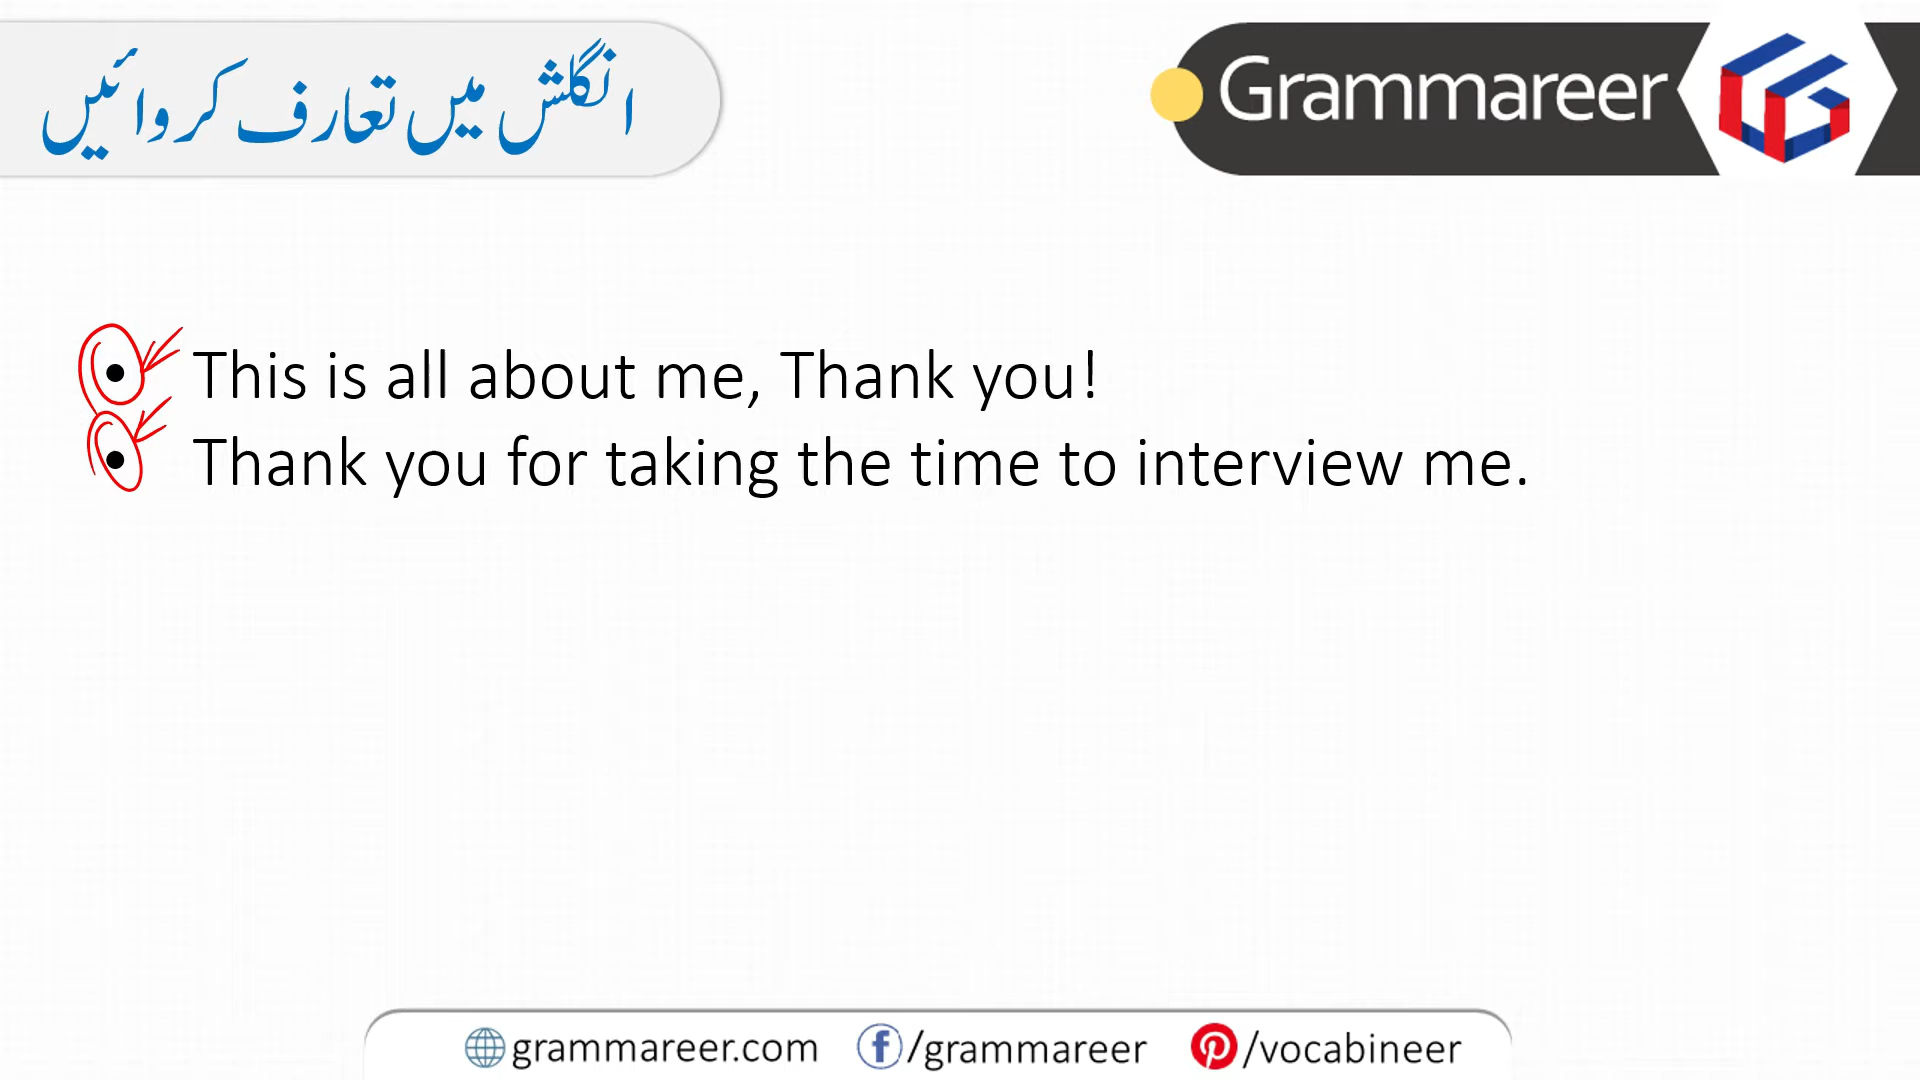 انگلش میں تعارف کروائیں
Grammareer
This is all about me, Thank you!
Thank you for taking the time to interview me.
grammareer.com /grammareer /vocabineer